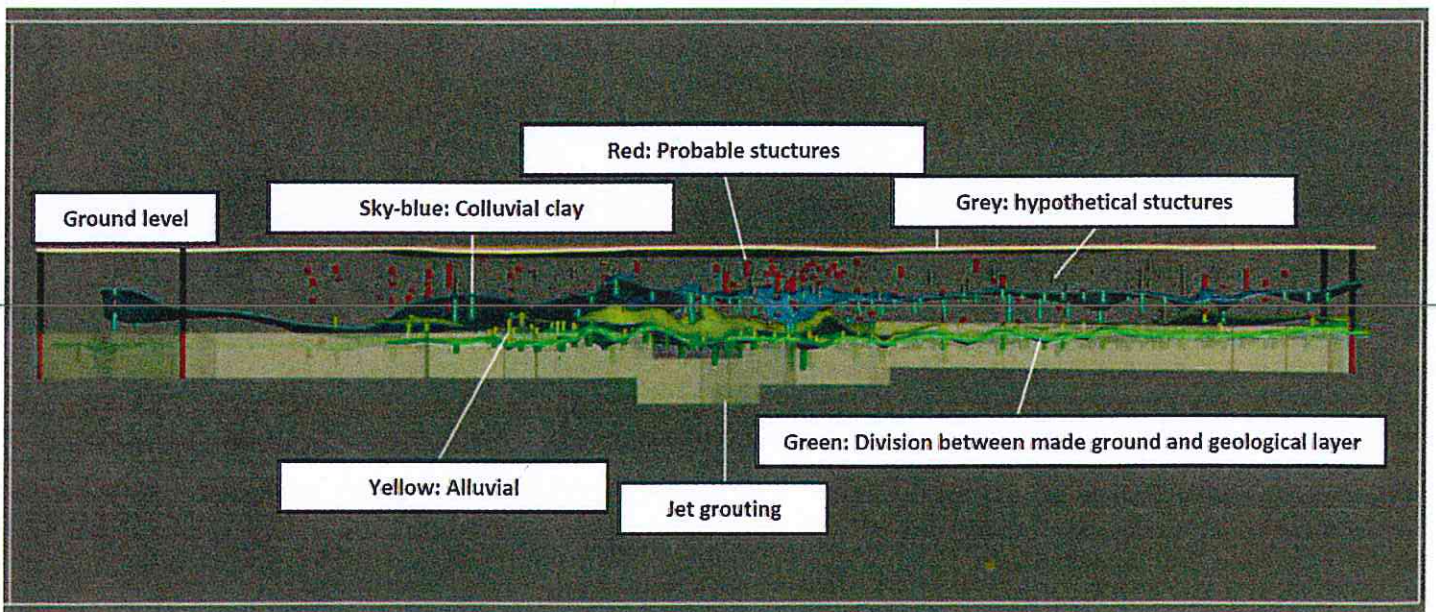 Red: Probable stuctures
Sky-blue: Colluvial clay
Grey: hypothetical stuctures
Ground level
Green: Division between made ground and geological layer
Yellow: Alluvial
Jet grouting